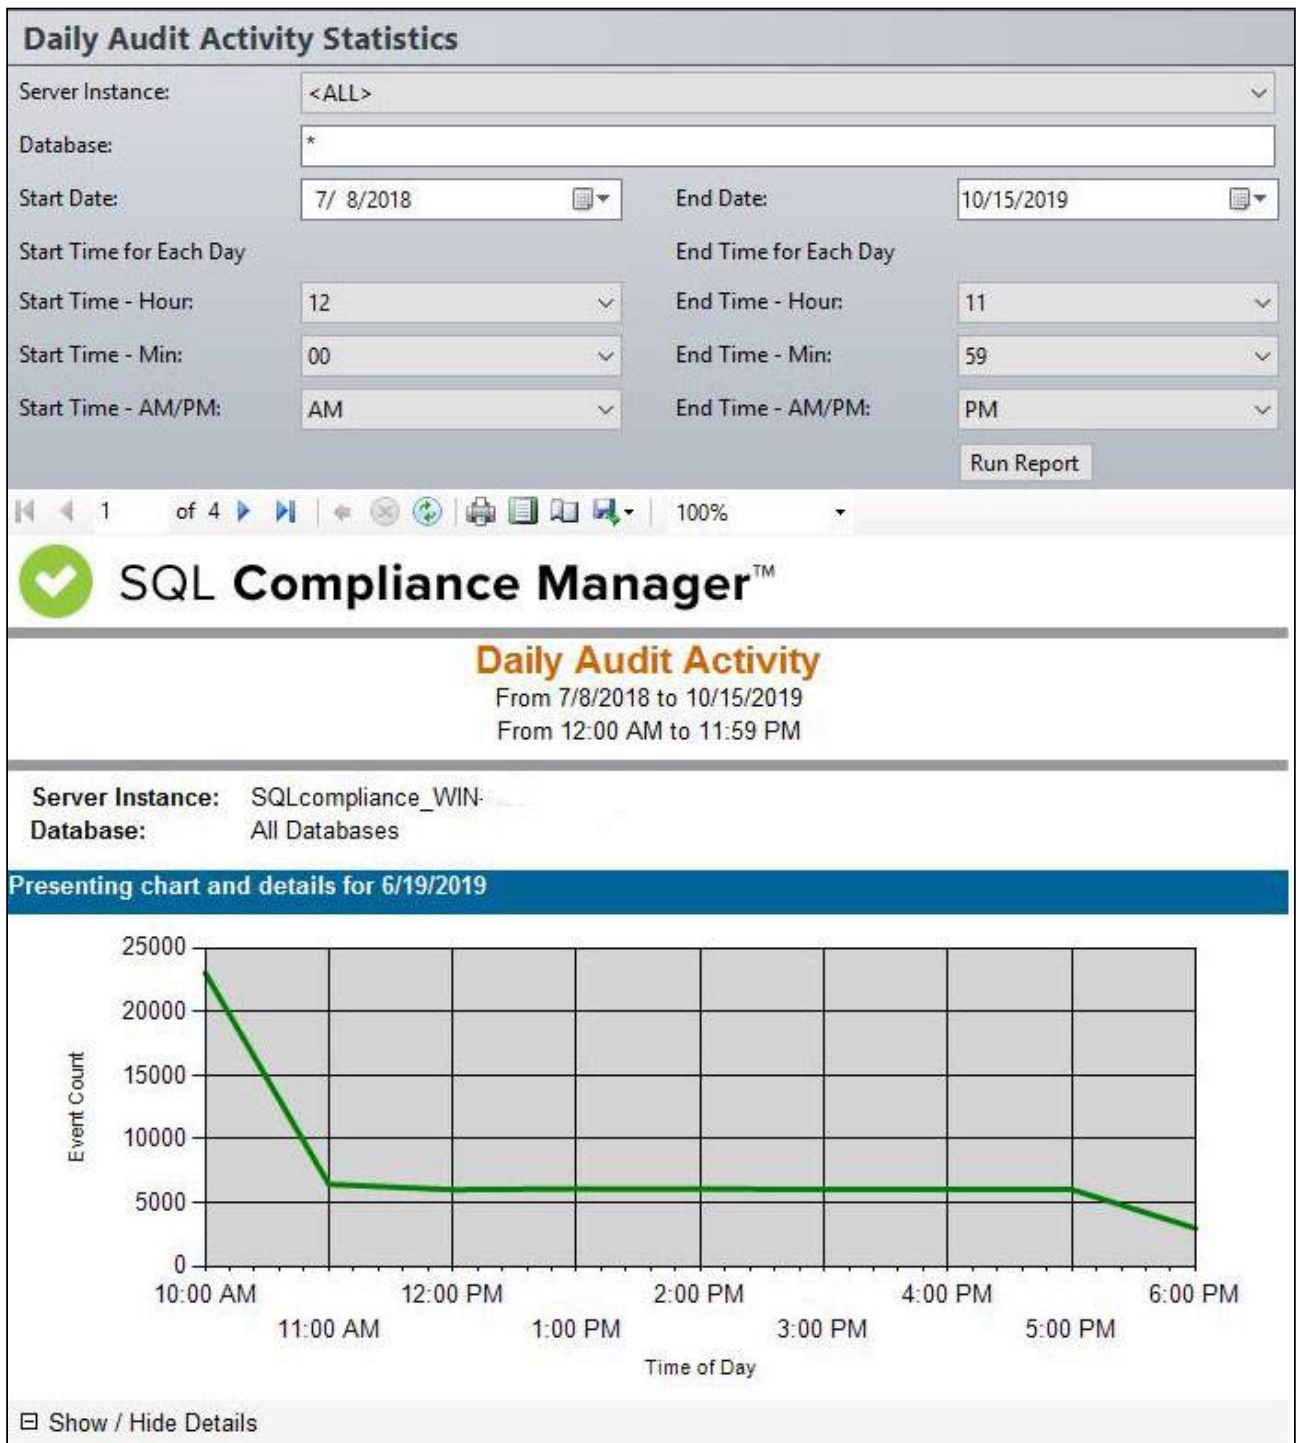 Daily Audit Activity Statistics
Server Instance: <ALL>
Database: *
Start Date: 7/ 8/2018 End Date: 10/15/2019
Start Time for Each Day End Time for Each Day
Start Time - Hour: 12 End Time - Hour: 11
Start Time - Min: 00 End Time - Min: 59
Start Time - AM/PM: AM End Time - AM/PM: PM
Run Report
1 of 4 100%
SQL Compliance Manager™
Daily Audit Activity
From 7/8/2018 to 10/15/2019
From 12:00 AM to 11:59 PM
Server Instance: SQLcompliance_WIN-
Database: All Databases
Presenting chart and details for 6/19/2019
25000
20000
15000
10000
5000
0
Event Count
10:00 AM 12:00 PM 2:00 PM 4:00 PM 6:00 PM
11:00 AM 1:00 PM 3:00 PM 5:00 PM
Time of Day
Show / Hide Details